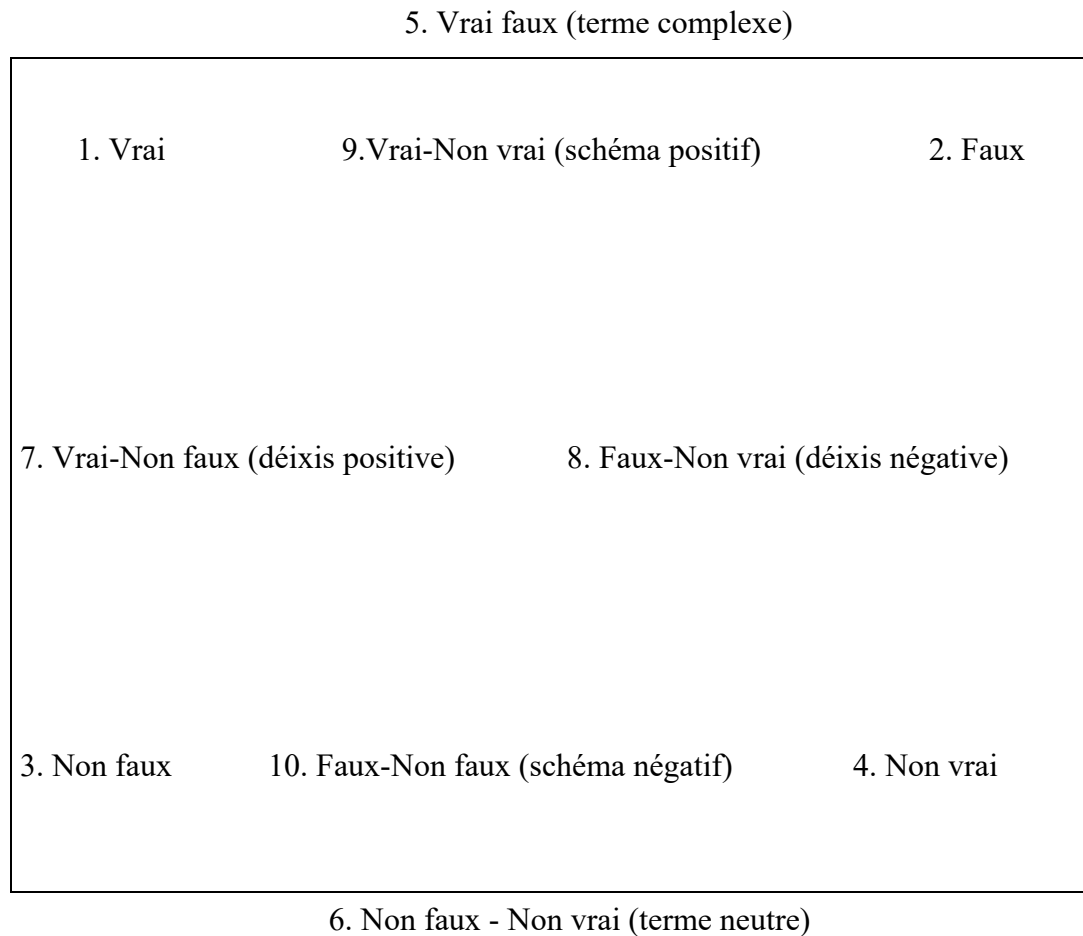 5. Vrai faux (terme complexe)
1. Vrai 9.Vrai-Non vrai (schéma positif) 2. Faux
7. Vrai-Non faux (déixis positive) 8. Faux-Non vrai (déixis négative)
3. Non faux 10. Faux-Non faux (schéma négatif) 4. Non vrai
6. Non faux - Non vrai (terme neutre)